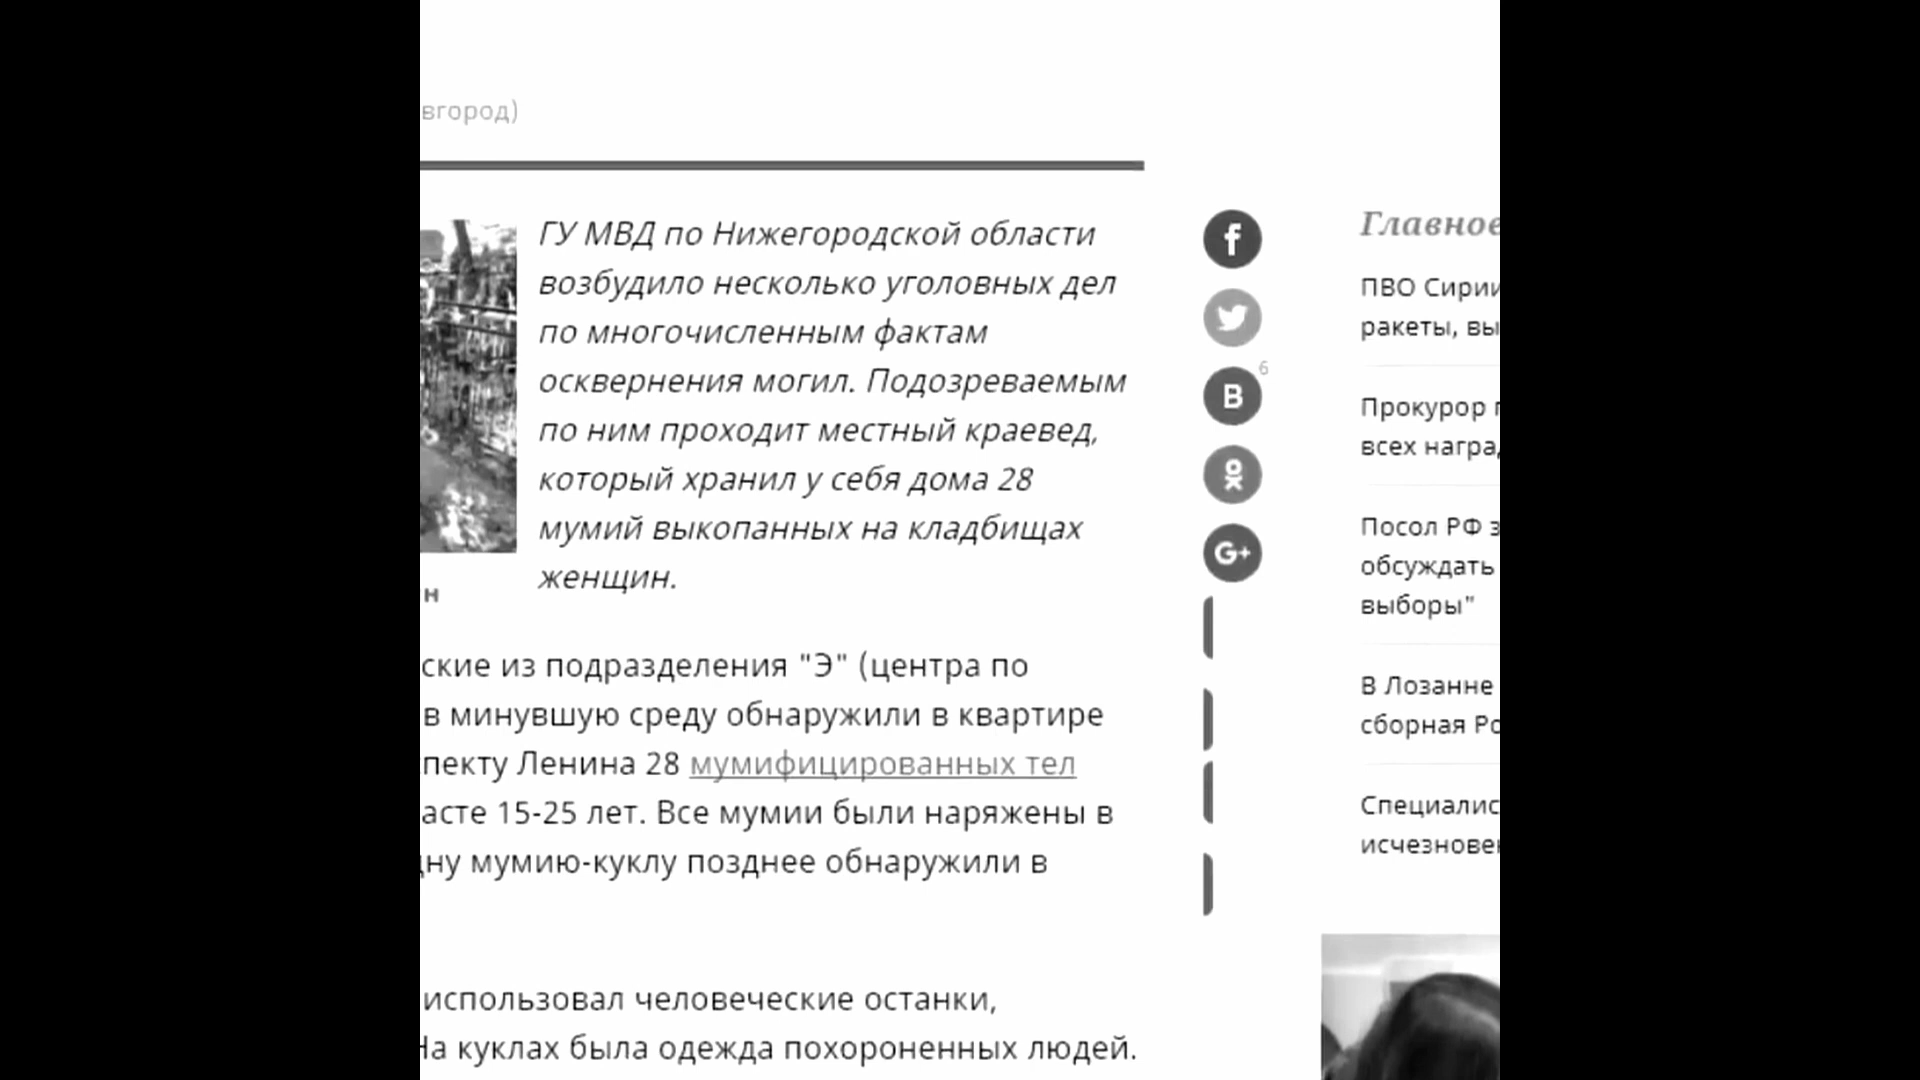 вгород)
ГУ МВД по Нижегородской области
возбудило несколько уголовных дел
по многочисленным фактам
осквернения могил. Подозреваемым
по ним проходит местный краевед,
который хранил у себя дома 28
мумий выкопанных на кладбищах
женщин.
н
ские из подразделения "Э" (центра по
в минувшую среду обнаружили в квартире
пекту Ленина 28 мумифицированных тел
асте 15-25 лет. Все мумии были наряжены в
дну мумию-куклу позднее обнаружили в
использовал человеческие останки,
На куклах была одежда похороненных людей.
f
B
6
G+
Главное
ПВО Сирии
ракеты, вы
Прокурор г
всех наград
Посол РФ з
обсуждать
выборы"
В Лозанне
сборная Ро
Специалис
исчезновен